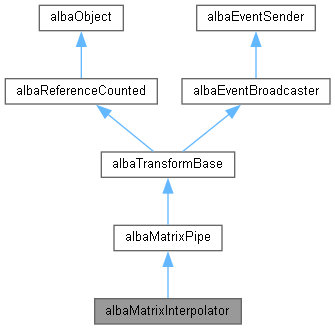 albaObject
albaEventSender
albaReferenceCounted
albaEventBroadcaster
albaTransformBase
albaMatrixPipe
albaMatrixInterpolator